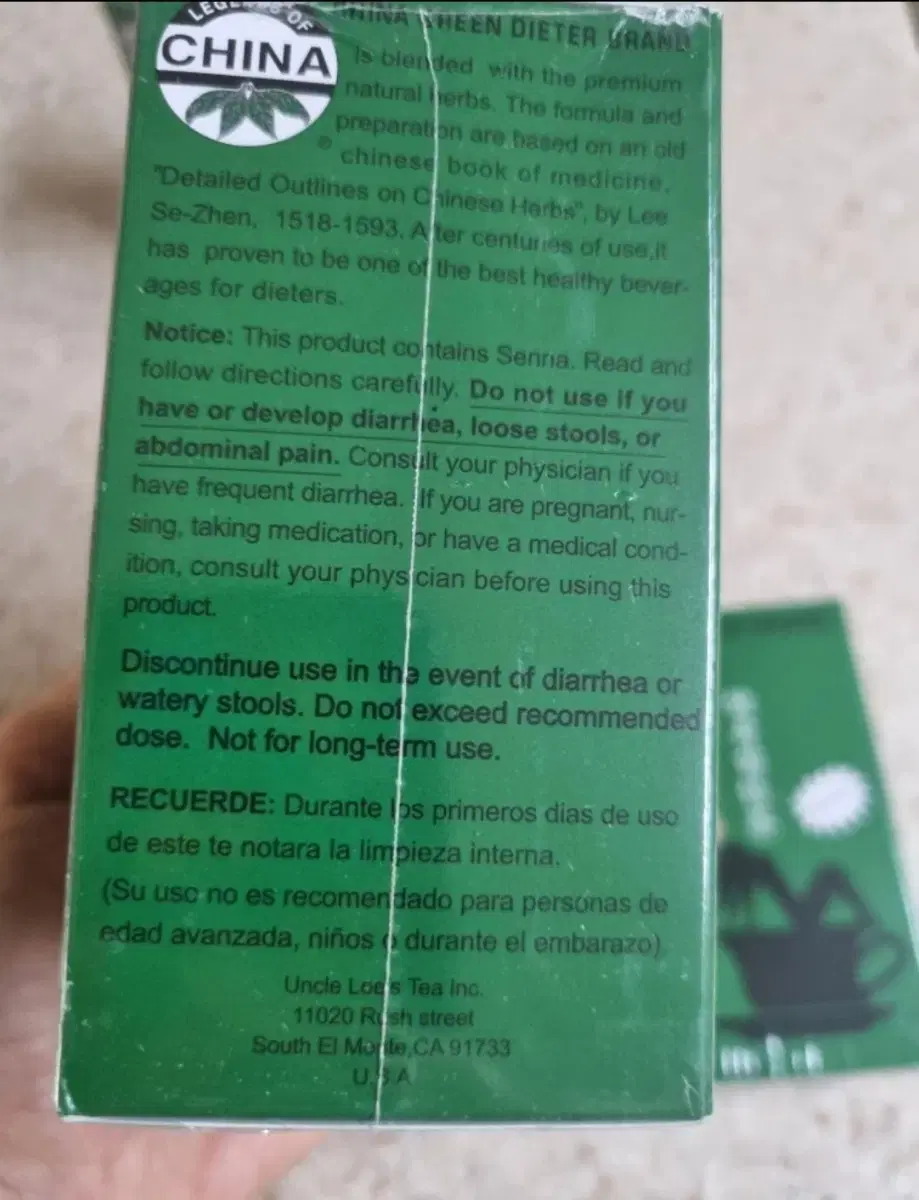 LEGENDS OF
CHINA
CHINA GREEN DIETER BRAND
Is blended with the premium
natural herbs. The formula and
preparation are based on an old
®
chinese book of medicine,
"Detailed Outlines on Chinese Herbs", by Lee
Se-Zhen, 1518-1593. After centuries of use,it
has proven to be one of the best healthy bever-
ages for dieters.
Notice: This product contains Senna. Read and
follow directions carefully. Do not use if you
have or develop diarrhea, loose stools, or
abdominal pain. Consult your physician if you
have frequent diarrhea. If you are pregnant, nur-
sing, taking medication, or have a medical cond-
ition, consult your physician before using this
product.
Discontinue use in the event of diarrhea or
watery stools. Do not exceed recommended
dose. Not for long-term use.
RECUERDE: Durante los primeros dias de uso
de este te notara la limpieza interna.
(Su uso no es recomendado para personas de
edad avanzada, niños o durante el embarazo)
Uncle Loe's Tea Inc.
11020 Rush street
South El Monte,CA 91733
U.S.A